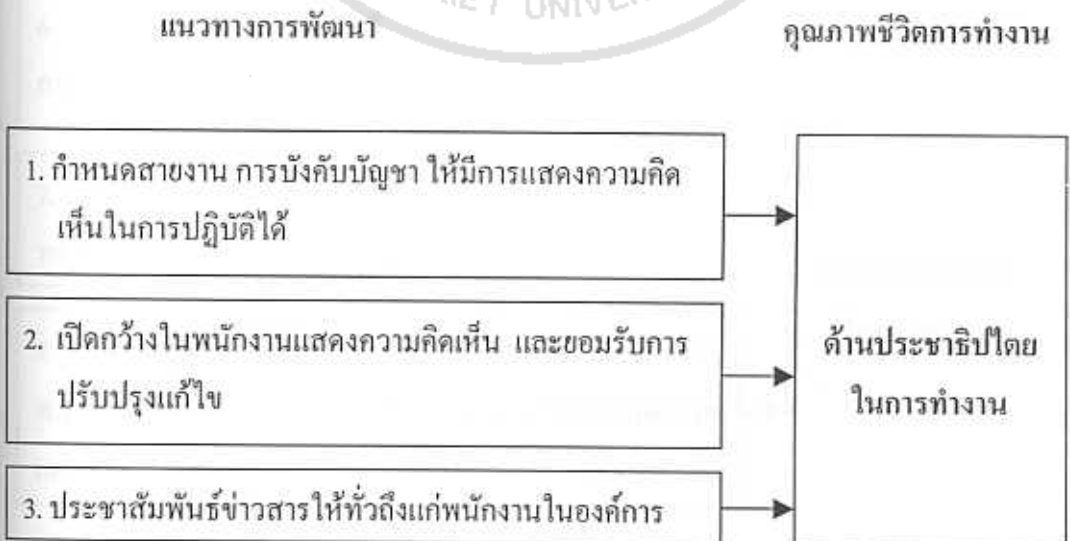 แนวทางการพัฒนา
คุณภาพชีวิตการทำงาน
1. กำหนดสายงาน การบังคับบัญชา ให้มีการแสดงความคิด
เห็นในการปฏิบัติได้
2. เปิดกว้างในพนักงานแสดงความคิดเห็น และยอมรับการ
ปรับปรุงแก้ไข
3. ประชาสัมพันธ์ข่าวสารให้ทั่วถึงแก่พนักงานในองค์การ
ด้านประชาธิปไตย
ในการทำงาน